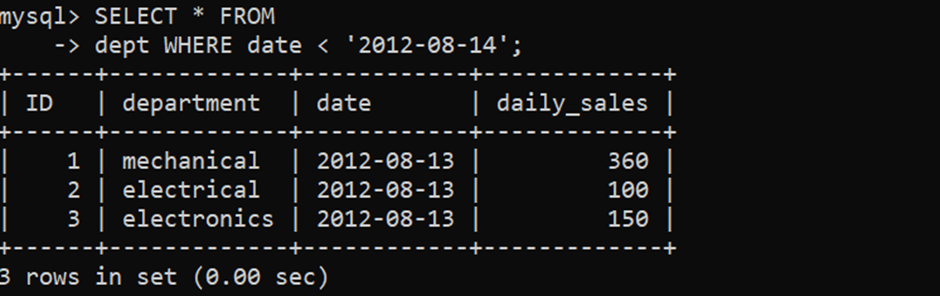 mysql> SELECT * FROM
    -> dept WHERE date < '2012-08-14';
+------+-------------+------------+-------------+
| ID   | department  | date       | daily_sales |
+------+-------------+------------+-------------+
|    1 | mechanical  | 2012-08-13 |         360 |
|    2 | electrical  | 2012-08-13 |         100 |
|    3 | electronics | 2012-08-13 |         150 |
+------+-------------+------------+-------------+
3 rows in set (0.00 sec)